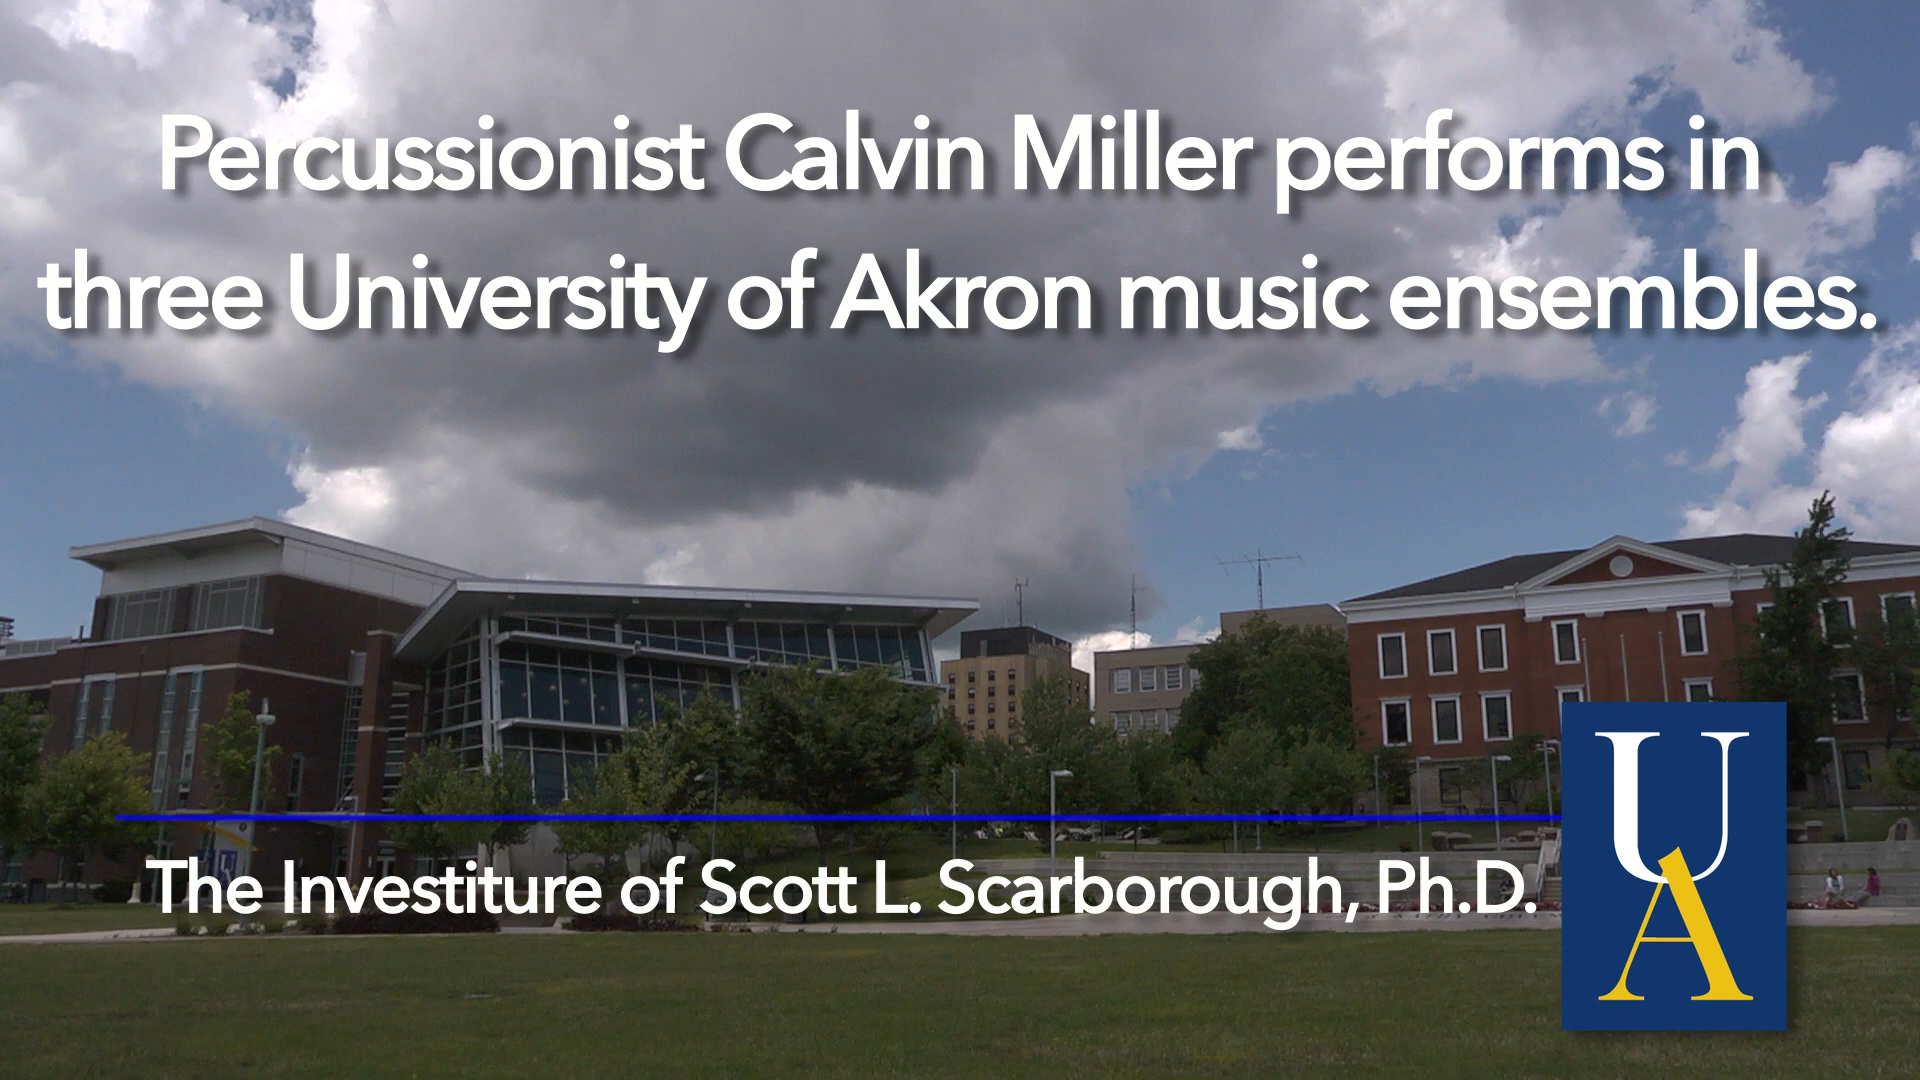 Percussionist Calvin Miller performs in
three University of Akron music ensembles.
The Investiture of Scott L. Scarborough, Ph.D.
UA